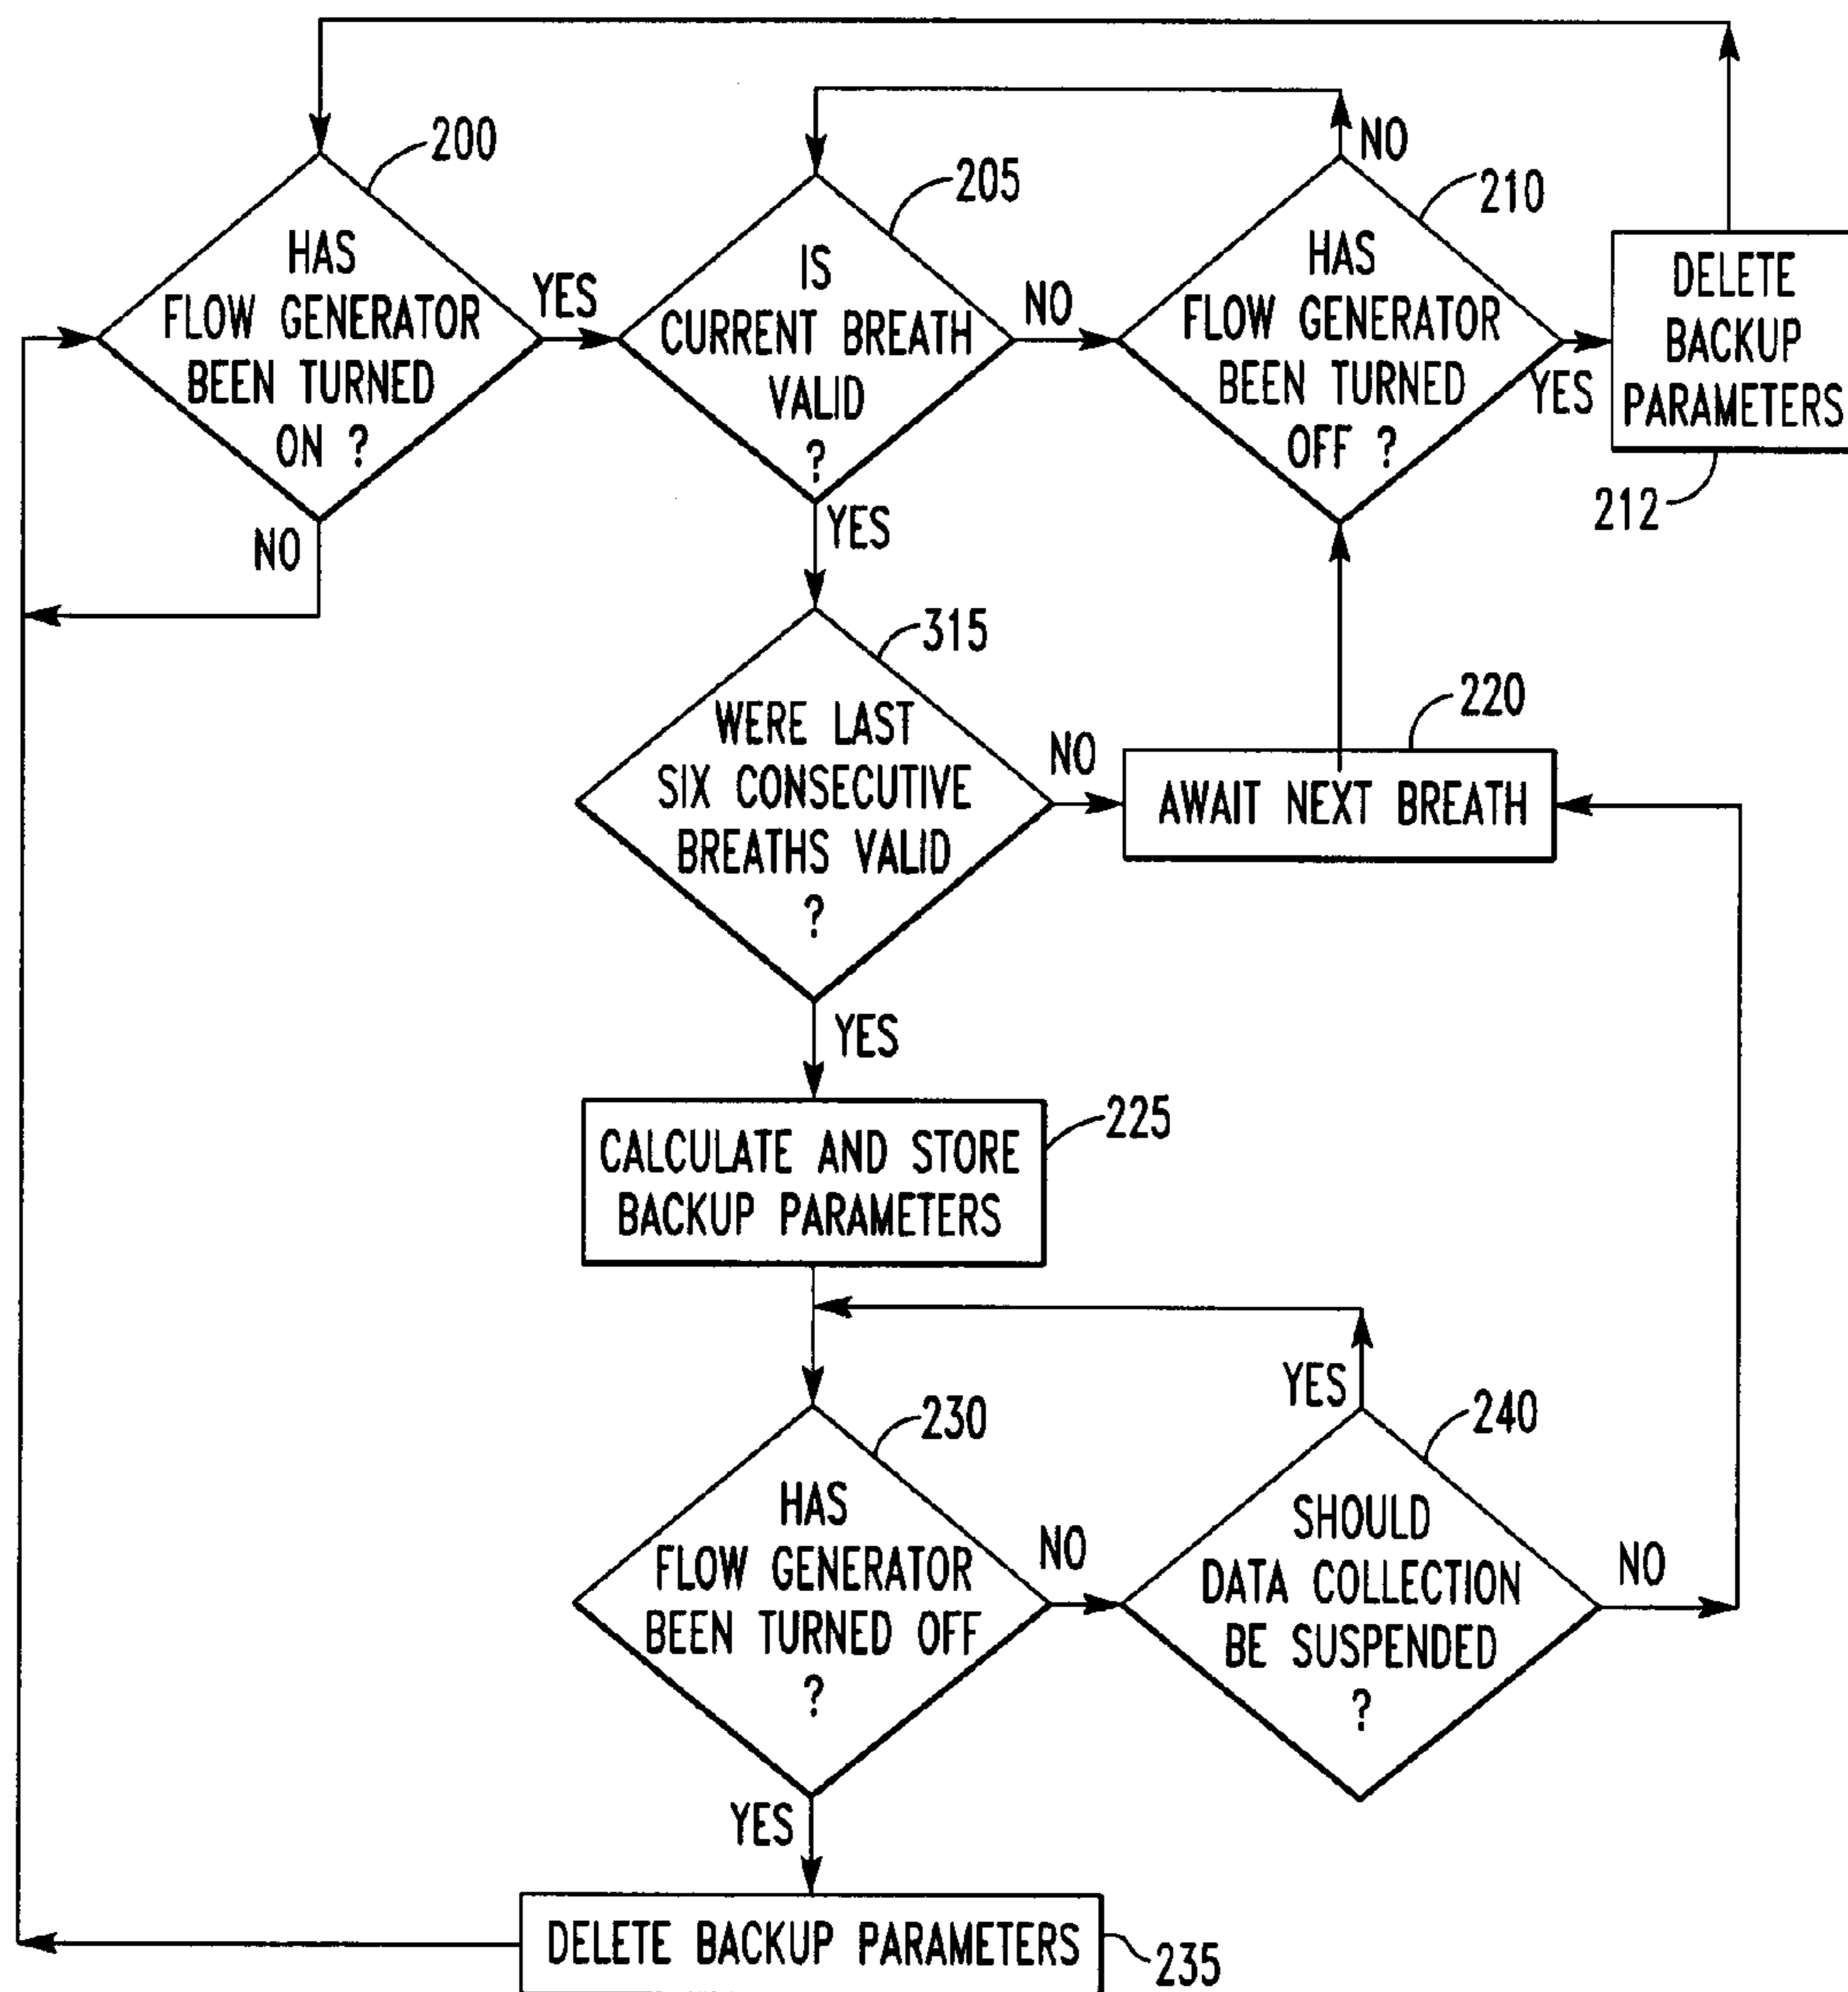 200
HAS
FLOW GENERATOR
BEEN TURNED
ON ?
YES
NO
205
IS
CURRENT BREATH
VALID
?
NO
YES
210
HAS
FLOW GENERATOR
BEEN TURNED
OFF ?
NO
YES
DELETE
BACKUP
PARAMETERS
212
315
WERE LAST
SIX CONSECUTIVE
BREATHS VALID
?
NO
YES
220
AWAIT NEXT BREATH
225
CALCULATE AND STORE
BACKUP PARAMETERS
230
HAS
FLOW GENERATOR
BEEN TURNED OFF
?
NO
YES
240
SHOULD
DATA COLLECTION
BE SUSPENDED
?
YES
NO
DELETE BACKUP PARAMETERS
235